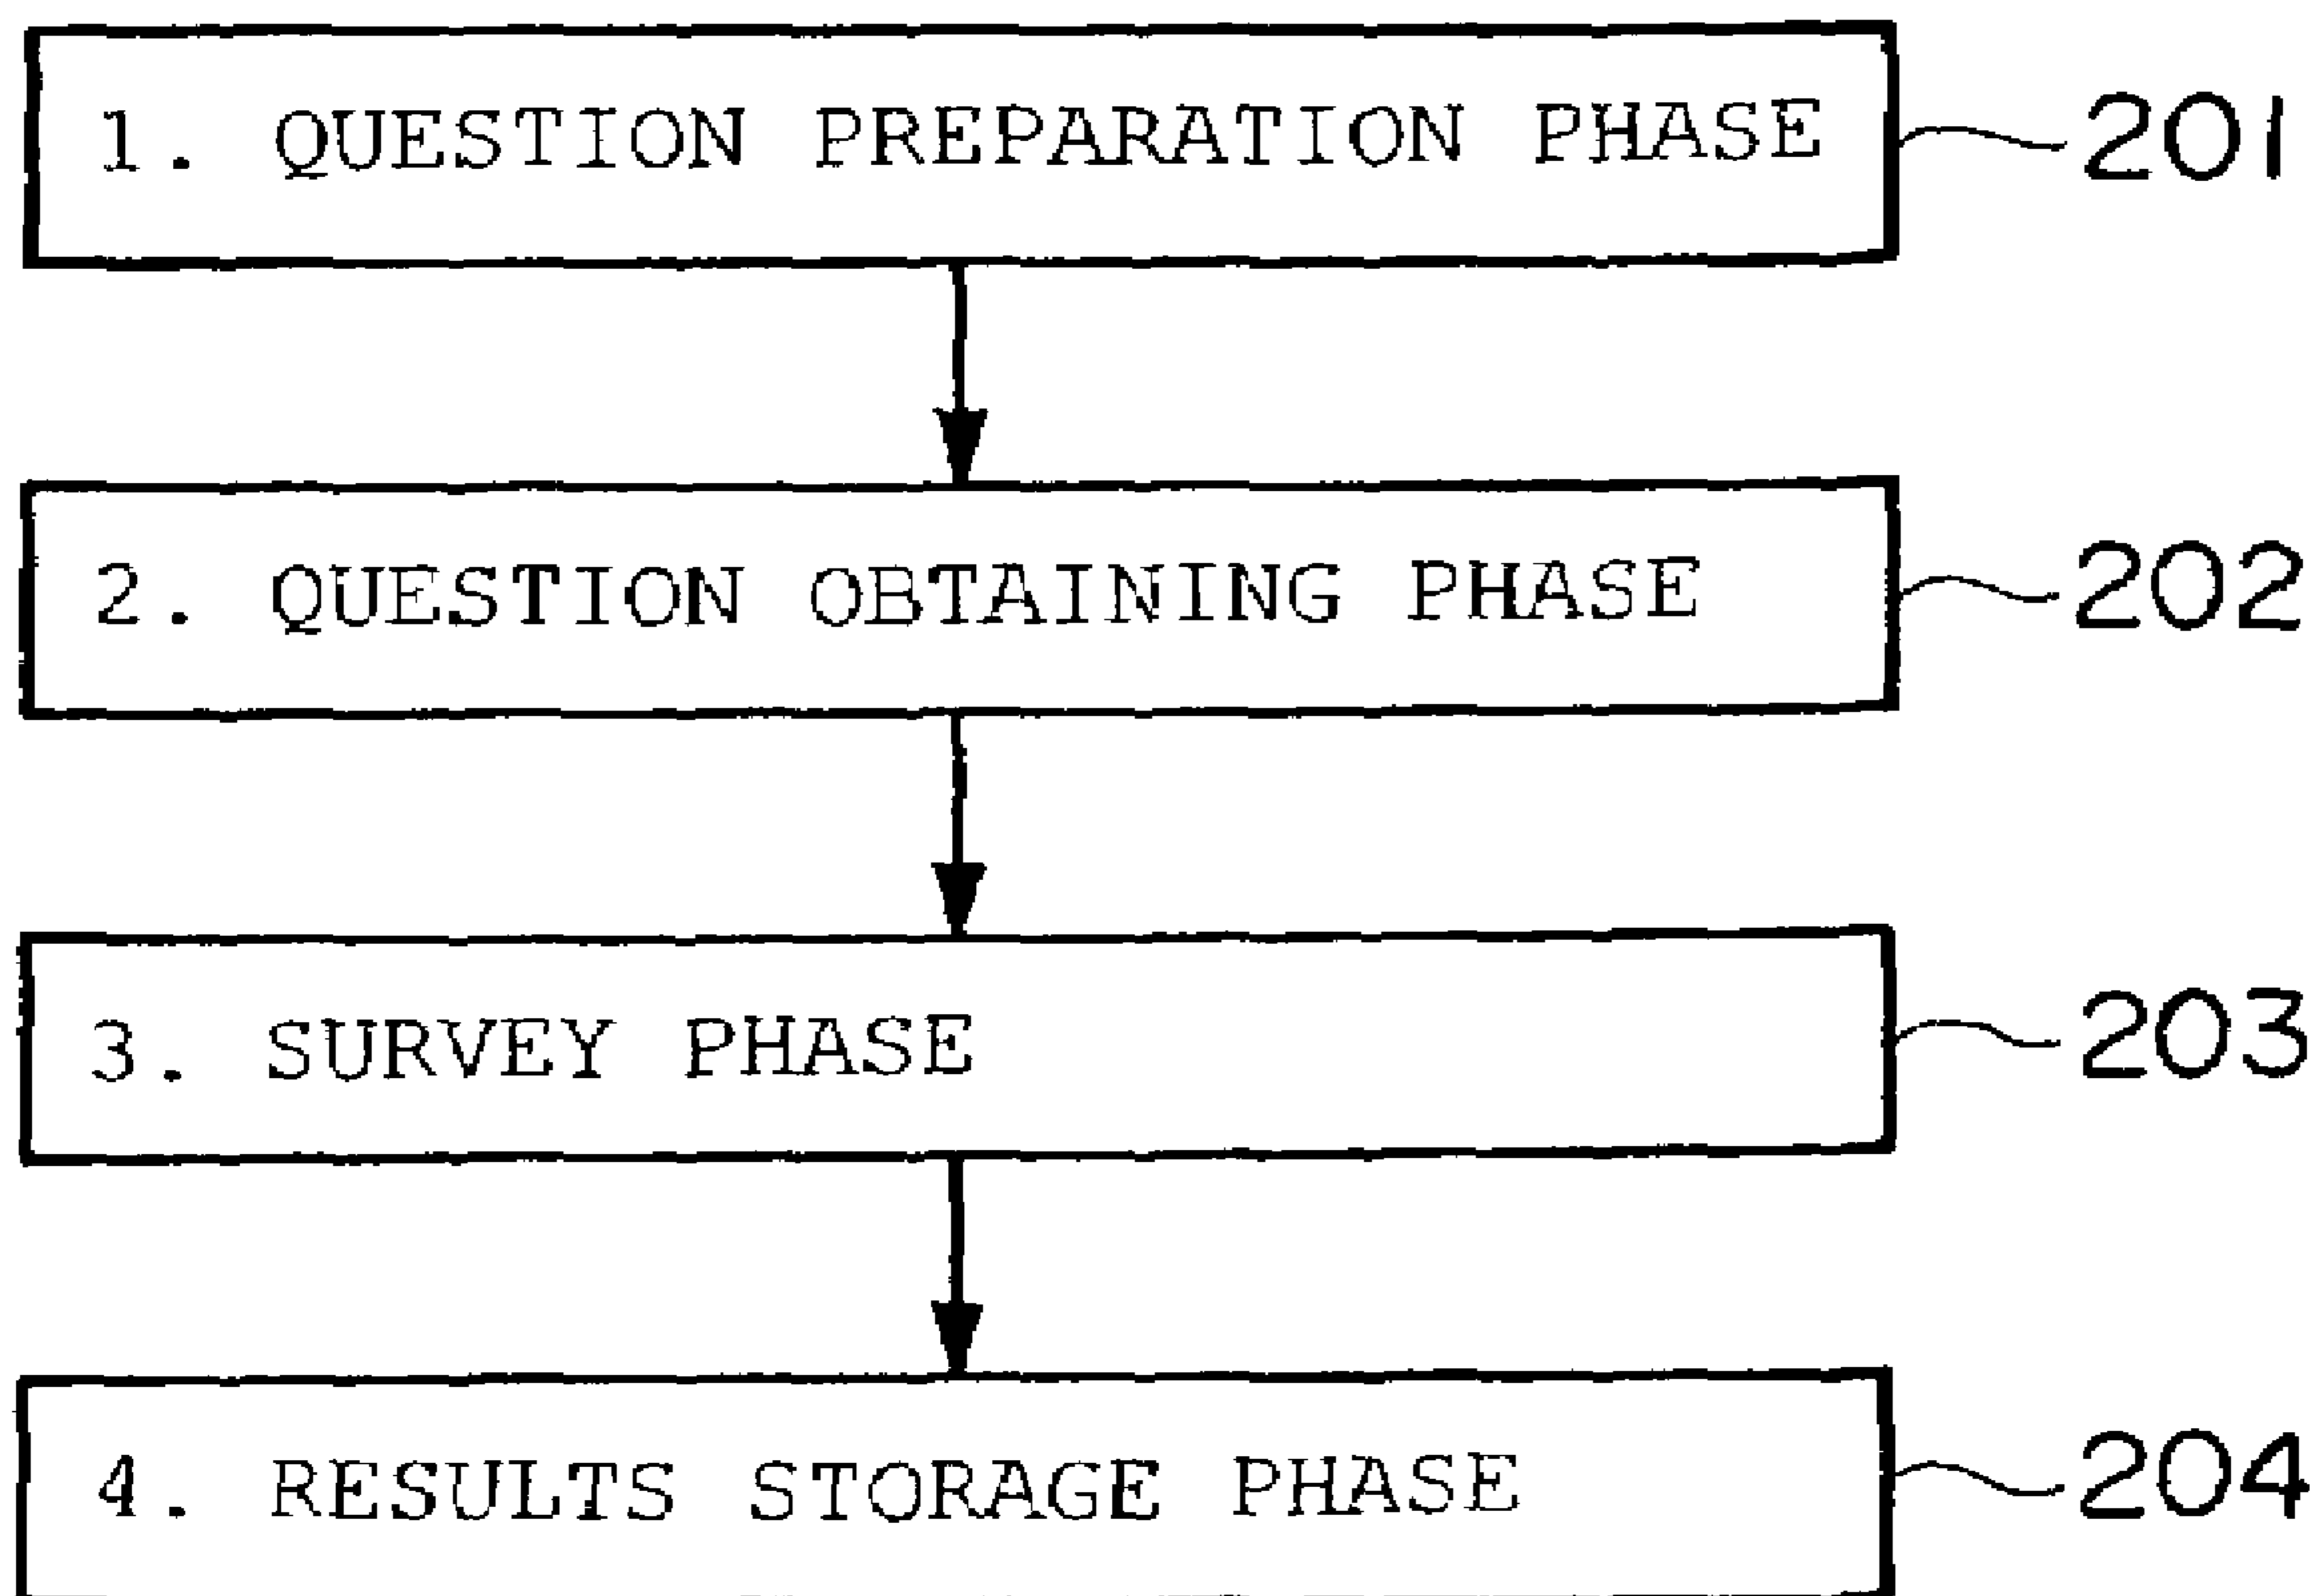 1. QUESTION PREPARATION PHASE 201
2. QUESTION OBTAINING PHASE 202
3. SURVEY PHASE 203
4. RESULTS STORAGE PHASE 204